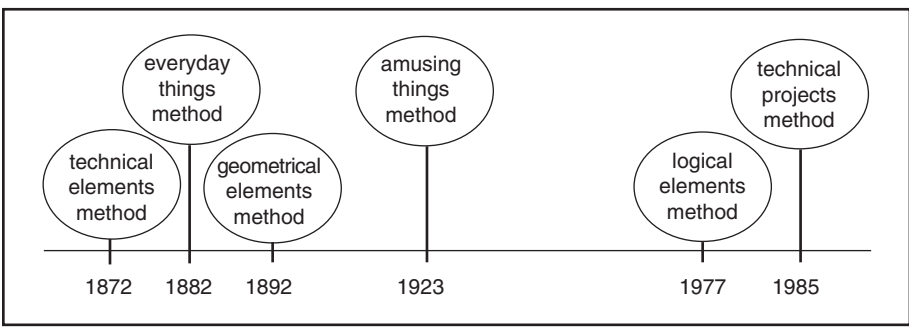 everyday
things
method
amusing
things
method
technical
projects
method
technical
elements
method
geometrical
elements
method
logical
elements
method
1872
1882
1892
1923
1977
1985